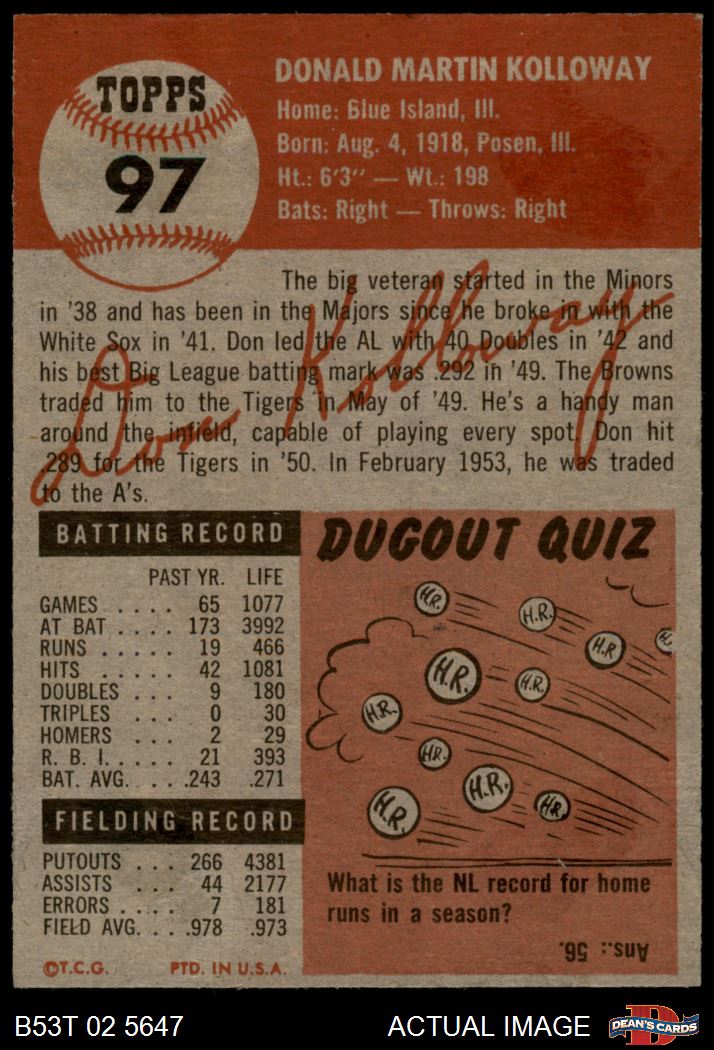 TOPPS
97
DONALD MARTIN KOLLOWAY
Home: Blue Island, Ill.
Born: Aug. 4, 1918, Posen, Ill.
Ht.: 6'3" — Wt.: 198
Bats: Right — Throws: Right
The big veteran started in the Minors
in '38 and has been in the Majors since he broke in with the
White Sox in '41. Don led the AL with 40 Doubles in '42 and
his best Big League batting mark was .292 in '49. The Browns
traded him to the Tigers in May of '49. He's a handy man
around the infield, capable of playing every spot. Don hit
.289 for the Tigers in '50. In February 1953, he was traded
to the A's.
Don Kolloway
BATTING RECORD
PAST YR. LIFE
GAMES .... 65 1077
AT BAT .... 173 3992
RUNS .... 19 466
HITS .... 42 1081
DOUBLES ... 9 180
TRIPLES ... 0 30
HOMERS ... 2 29
R. B. I. .... 21 393
BAT. AVG. ... .243 .271
FIELDING RECORD
PUTOUTS ... 266 4381
ASSISTS ... 44 2177
ERRORS .... 7 181
FIELD AVG. .. .978 .973
©T.C.G. PTD. IN U.S.A.
DUGOUT QUIZ
H.R.
H.R.
H.R
H.
H.R.
H.R.
H.R.
H.R.
H.R.
H.R.
H.R.
What is the NL record for home
runs in a season?
Ans.: 56.
B53T 02 5647
ACTUAL IMAGE
D
DEAN'S CARDS